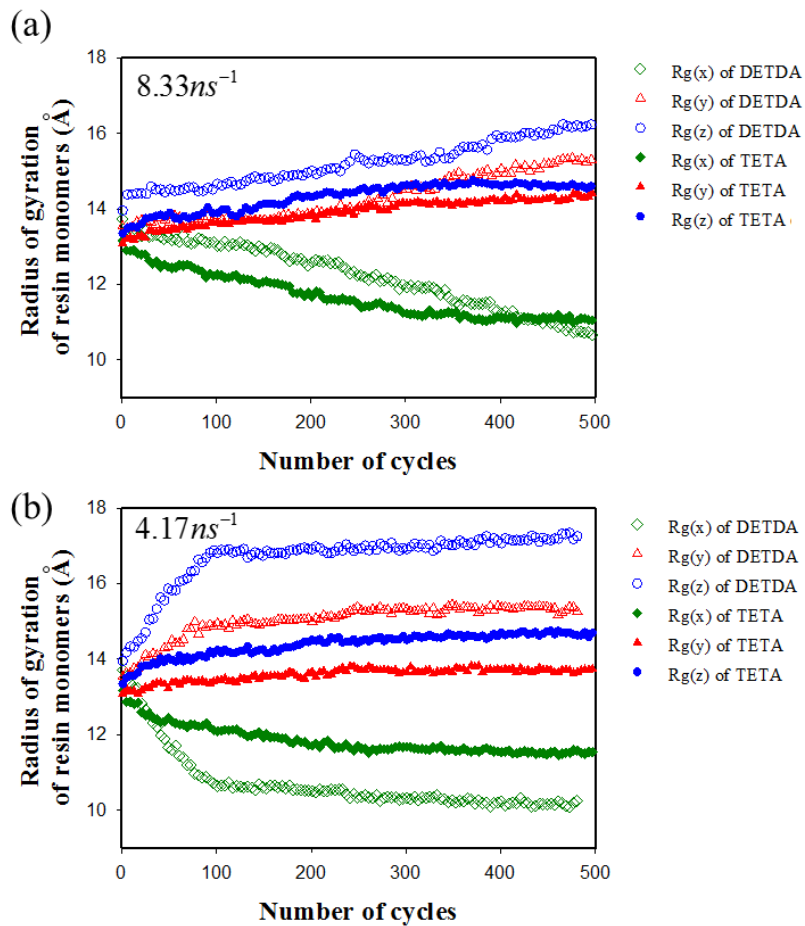 (a)
18
16
14
12
10
8.33ns⁻¹
Radius of gyration
of resin monomers (Å)
0 100 200 300 400 500
Number of cycles
Rg(x) of DETDA
Rg(y) of DETDA
Rg(z) of DETDA
Rg(x) of TETA
Rg(y) of TETA
Rg(z) of TETA
(b)
18
16
14
12
10
4.17ns⁻¹
Radius of gyration
of resin monomers (Å)
0 100 200 300 400 500
Number of cycles
Rg(x) of DETDA
Rg(y) of DETDA
Rg(z) of DETDA
Rg(x) of TETA
Rg(y) of TETA
Rg(z) of TETA